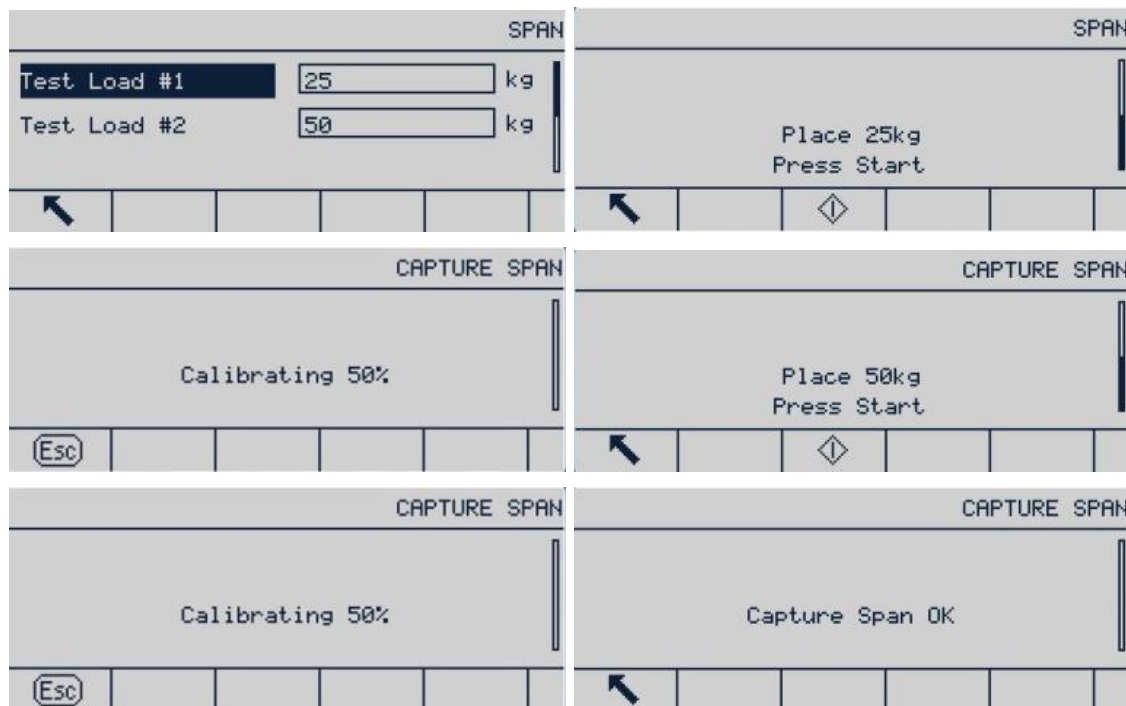 SPAN
Test Load #1 25 kg
Test Load #2 50 kg
SPAN
Place 25kg
Press Start
CAPTURE SPAN
Calibrating 50%
Esc
CAPTURE SPAN
Place 50kg
Press Start
CAPTURE SPAN
Calibrating 50%
Esc
CAPTURE SPAN
Capture Span OK